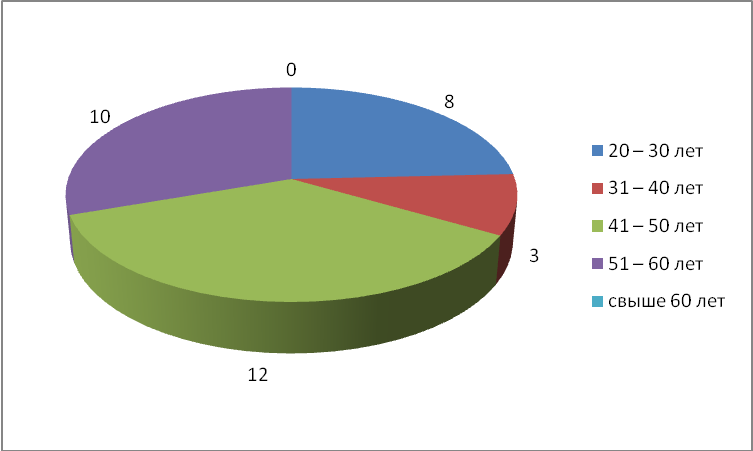 0
8
10
3
12
20 – 30 лет
31 – 40 лет
41 – 50 лет
51 – 60 лет
свыше 60 лет